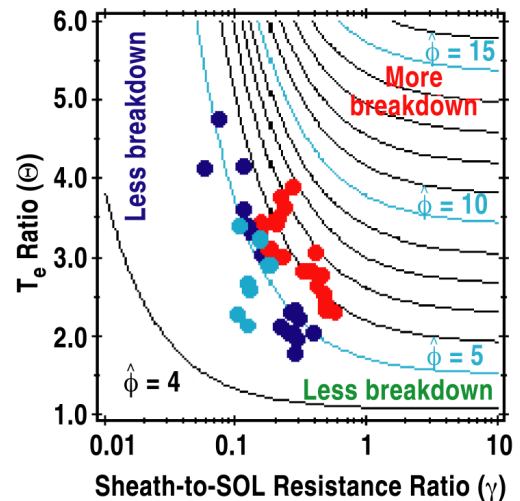 6.0
5.0
4.0
3.0
2.0
1.0
T_e Ratio (Θ)
Less breakdown
More
breakdown
ϕ̂ = 15
ϕ̂ = 10
ϕ̂ = 5
ϕ̂ = 4
Less breakdown
0.01
0.1
1
10
Sheath-to-SOL Resistance Ratio (γ)